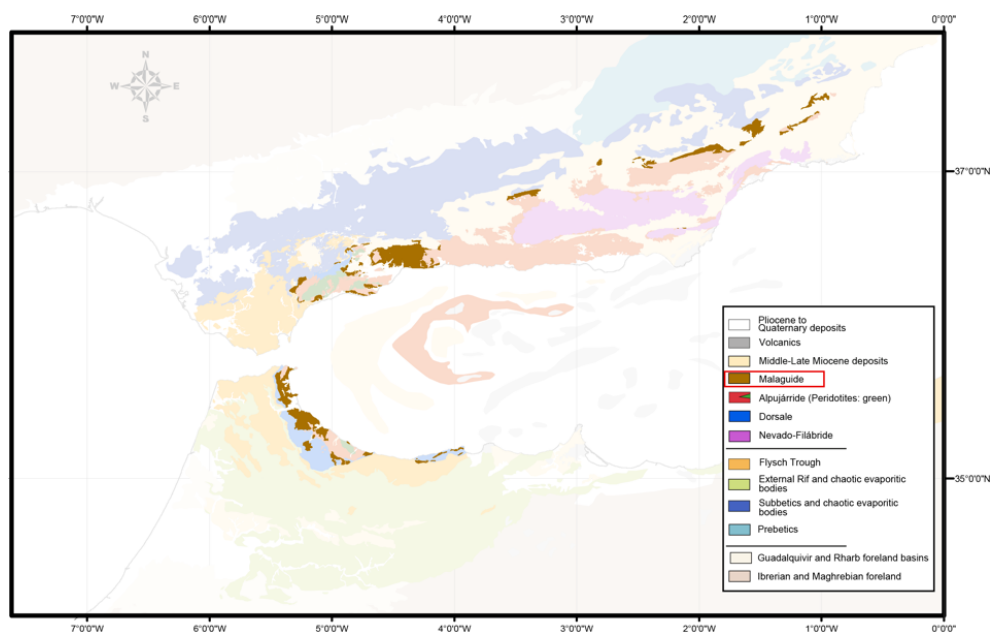 7°0'0"W 6°0'0"W 5°0'0"W 4°0'0"W 3°0'0"W 2°0'0"W 1°0'0"W 0°0'0"
N
W E
S
37°0'0"N
Pliocene to
Quaternary deposits
Volcanics
Middle-Late Miocene deposits
Malaguide
Alpujárride (Peridotites: green)
Dorsale
Nevado-Filábride
35°0'0"N
Flysch Trough
External Rif and chaotic evaporitic
bodies
Subbetics and chaotic evaporitic
bodies
Prebetics
Guadalquivir and Rharb foreland basins
Ibrerian and Maghrebian foreland
7°0'0"W 6°0'0"W 5°0'0"W 4°0'0"W 3°0'0"W 2°0'0"W 1°0'0"W 0°0'0"